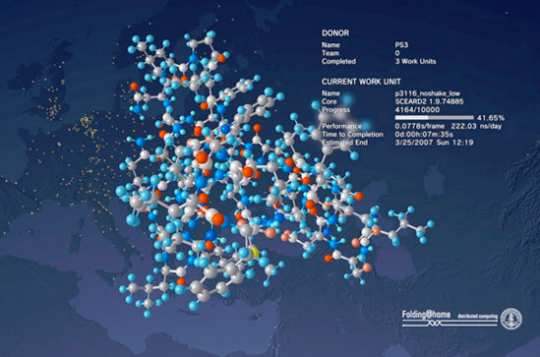 DONOR
Name PS3
Team 0
Completed 3 Work Units
CURRENT WORK UNIT
Name p3116_noshake_low
Core SCEARD2 1.9.74885
Progress 4164/10000
41.65%
Performance 0.0778s/frame 222.03 ns/day
Time to Completion 0d:00h:07m:35s
Estimated End 3/25/2007 Sun 12:19
Folding@home distributed computing